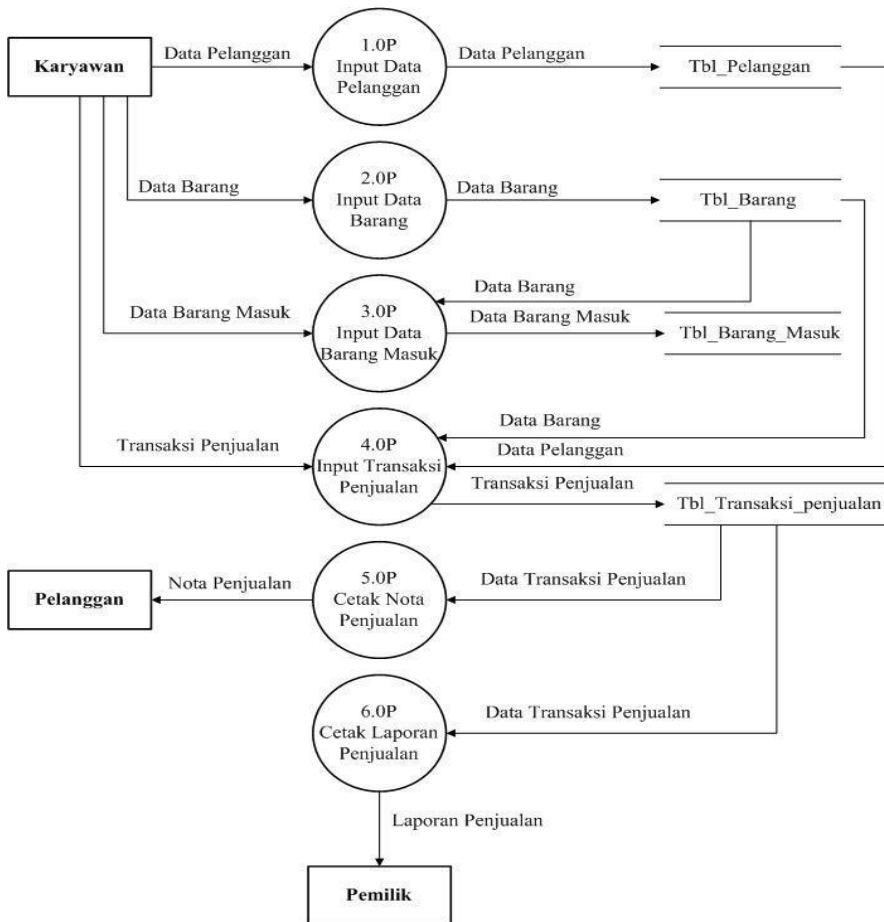 Karyawan
Data Pelanggan
1.0P
Input Data
Pelanggan
Data Pelanggan
Tbl_Pelanggan
Data Barang
2.0P
Input Data
Barang
Data Barang
Tbl_Barang
Data Barang
Data Barang Masuk
3.0P
Input Data
Barang Masuk
Data Barang Masuk
Tbl_Barang_Masuk
Data Barang
Transaksi Penjualan
4.0P
Input Transaksi
Penjualan
Data Pelanggan
Transaksi Penjualan
Tbl_Transaksi_penjualan
Pelanggan
Nota Penjualan
5.0P
Cetak Nota
Penjualan
Data Transaksi Penjualan
6.0P
Cetak Laporan
Penjualan
Data Transaksi Penjualan
Laporan Penjualan
Pemilik